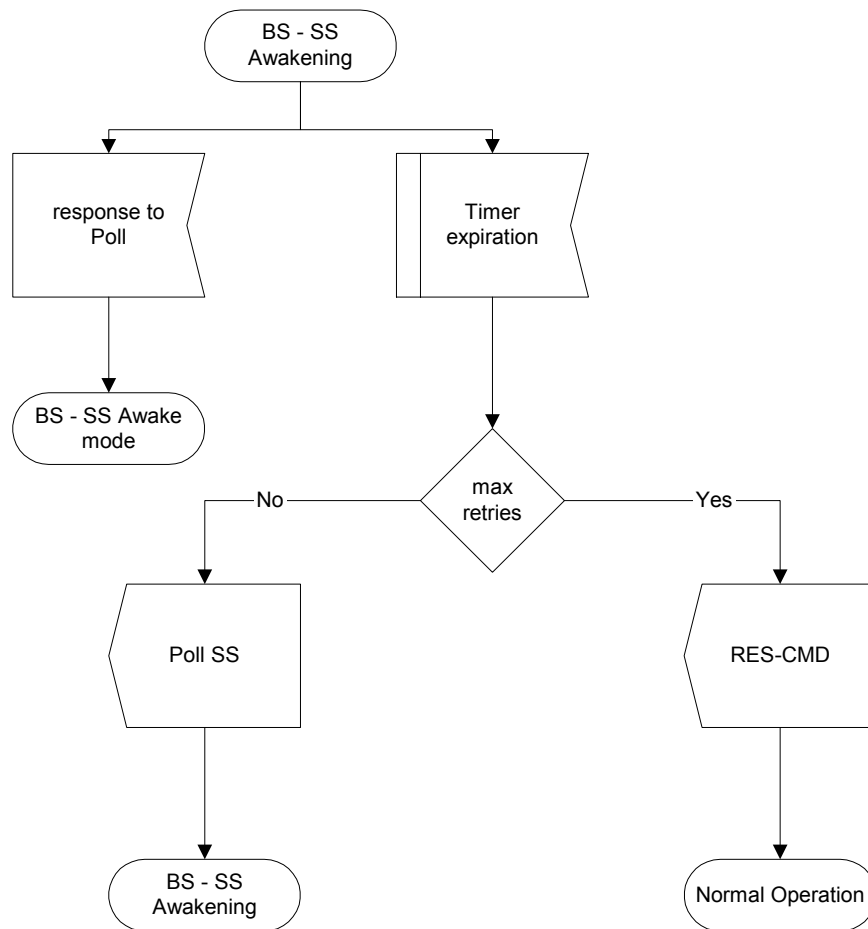 BS - SS
Awakening
response to
Poll
Timer
expiration
BS - SS Awake
mode
max
retries
No
Yes
Poll SS
RES-CMD
BS - SS
Awakening
Normal Operation